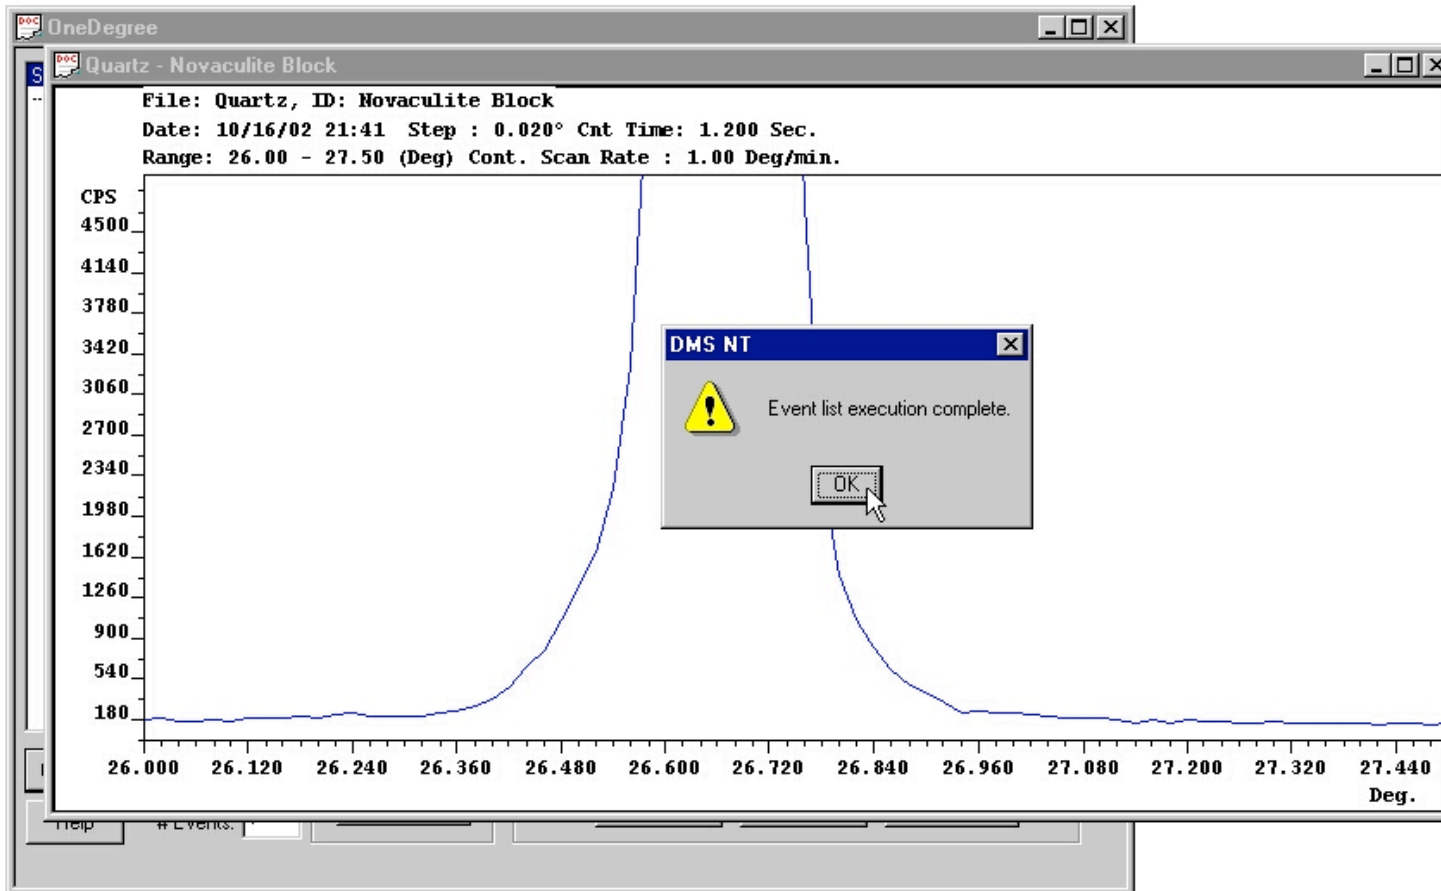 OneDegree
Quartz - Novaculite Block
File: Quartz, ID: Novaculite Block
Date: 10/16/02 21:41 Step : 0.020° Cnt Time: 1.200 Sec.
Range: 26.00 - 27.50 (Deg) Cont. Scan Rate : 1.00 Deg/min.
CPS
4500
4140
3780
3420
3060
2700
2340
1980
1620
1260
900
540
180
DMS NT
Event list execution complete.
OK
26.000 26.120 26.240 26.360 26.480 26.600 26.720 26.840 26.960 27.080 27.200 27.320 27.440
Deg.
Help # Events: